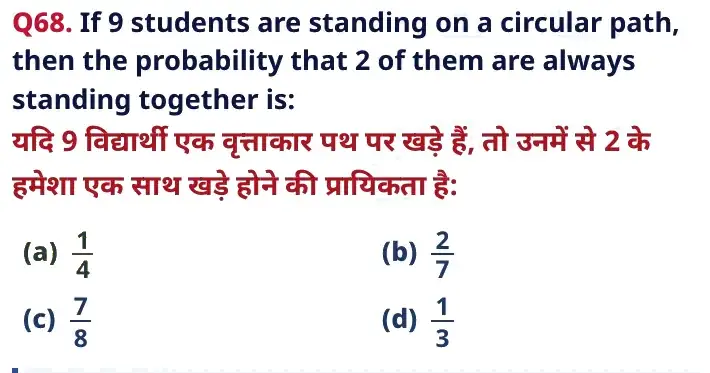 Q68. If 9 students are standing on a circular path,
then the probability that 2 of them are always
standing together is:
यदि 9 विद्यार्थी एक वृत्ताकार पथ पर खड़े हैं, तो उनमें से 2 के
हमेशा एक साथ खड़े होने की प्रायिकता है:
(a) 1/4 (b) 2/7
(c) 7/8 (d) 1/3